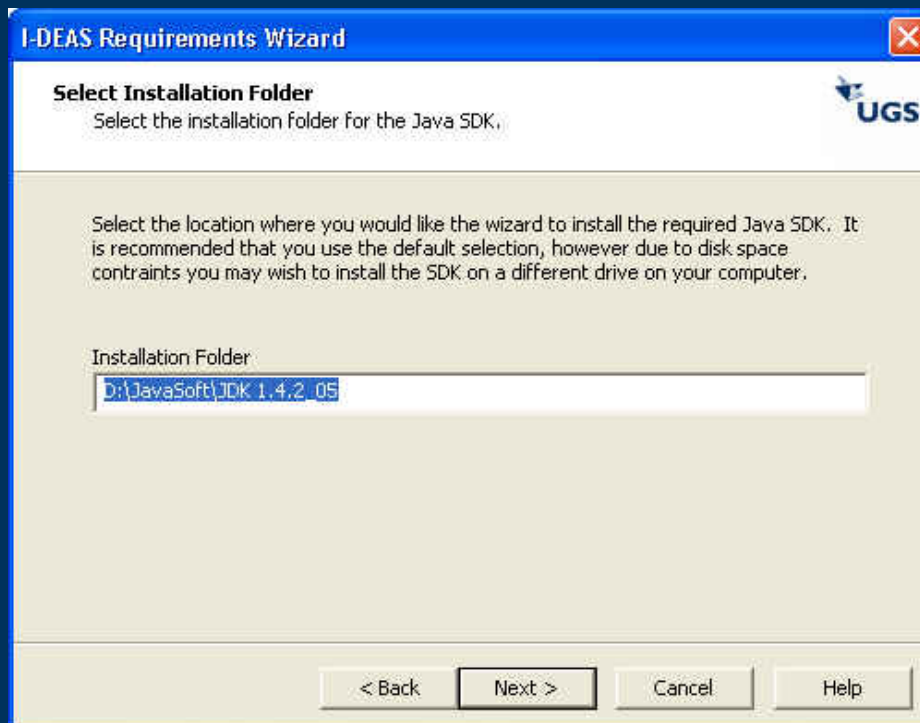 I-DEAS Requirements Wizard
Select Installation Folder
Select the installation folder for the Java SDK.
UGS
Select the location where you would like the wizard to install the required Java SDK. It
is recommended that you use the default selection, however due to disk space
contraints you may wish to install the SDK on a different drive on your computer.
Installation Folder
D:\JavaSoft\JDK 1.4.2_05
< Back
Next >
Cancel
Help